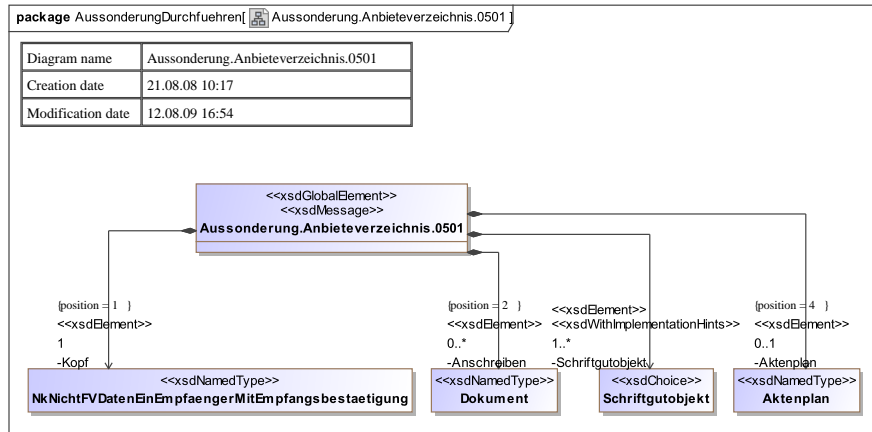 package AussonderungDurchfuehren[ Aussonderung.Anbieteverzeichnis.0501 ]
Diagram name Aussonderung.Anbieteverzeichnis.0501
Creation date 21.08.08 10:17
Modification date 12.08.09 16:54
<<xsdGlobalElement>>
<<xsdMessage>>
Aussonderung.Anbieteverzeichnis.0501
{position = 1 }
<<xsdElement>>
1
-Kopf
{position = 2 }
<<xsdElement>>
0..*
-Anschreiben
<<xsdElement>>
<<xsdWithImplementationHints>>
1..*
-Schriftgutobjekt
{position = 4 }
<<xsdElement>>
0..1
-Aktenplan
<<xsdNamedType>>
NkNichtFVDatenEinEmpfaengerMitEmpfangsbestaetigung
<<xsdNamedType>>
Dokument
<<xsdChoice>>
Schriftgutobjekt
<<xsdNamedType>>
Aktenplan